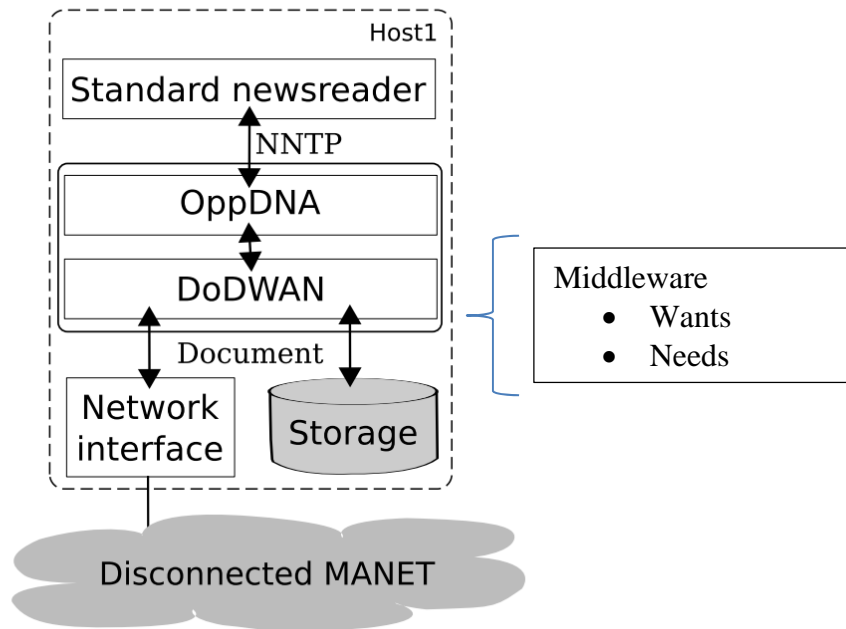 Host1
Standard newsreader
NNTP
OppDNA
DoDWAN
Document
Network
interface
Storage
Disconnected MANET
Middleware
• Wants
• Needs